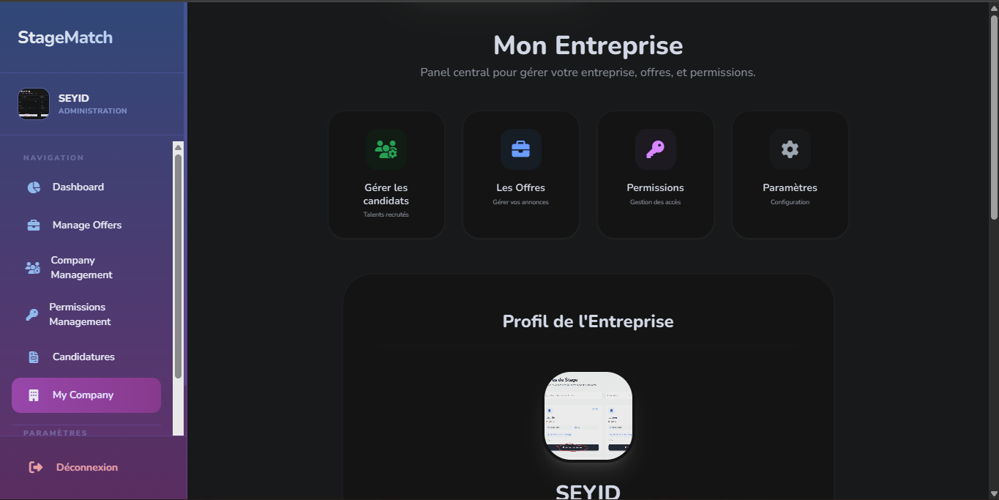 StageMatch
SEYID
ADMINISTRATION
NAVIGATION
Dashboard
Manage Offers
Company
Management
Permissions
Management
Candidatures
My Company
PARAMÈTRES
Déconnexion
Mon Entreprise
Panel central pour gérer votre entreprise, offres, et permissions.
Gérer les
candidats
Talents recrutés
Les Offres
Gérer vos annonces
Permissions
Gestion des accès
Paramètres
Configuration
Profil de l'Entreprise
de Stage
SEYID